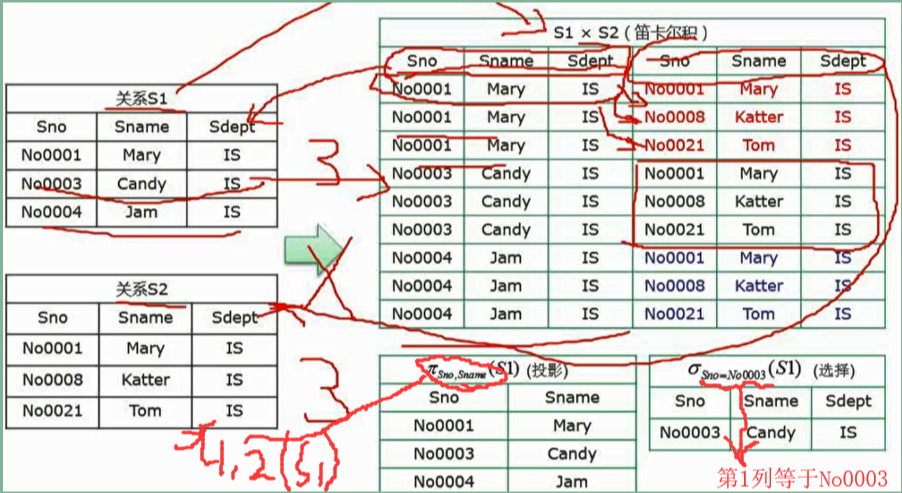 关系S1
Sno Sname Sdept
No0001 Mary IS
No0003 Candy IS
No0004 Jam IS
3
关系S2
Sno Sname Sdept
No0001 Mary IS
No0008 Katter IS
No0021 Tom IS
3
S1 × S2 (笛卡尔积)
Sno Sname Sdept Sno Sname Sdept
No0001 Mary IS No0001 Mary IS
No0001 Mary IS No0008 Katter IS
No0001 Mary IS No0021 Tom IS
No0003 Candy IS No0001 Mary IS
No0003 Candy IS No0008 Katter IS
No0003 Candy IS No0021 Tom IS
No0004 Jam IS No0001 Mary IS
No0004 Jam IS No0008 Katter IS
No0004 Jam IS No0021 Tom IS
π Sno,Sname (S1) (投影)
Sno Sname
No0001 Mary
No0003 Candy
No0004 Jam
π1,2(S1)
σ Sno=No0003 (S1) (选择)
Sno Sname Sdept
No0003 Candy IS
第1列等于No0003